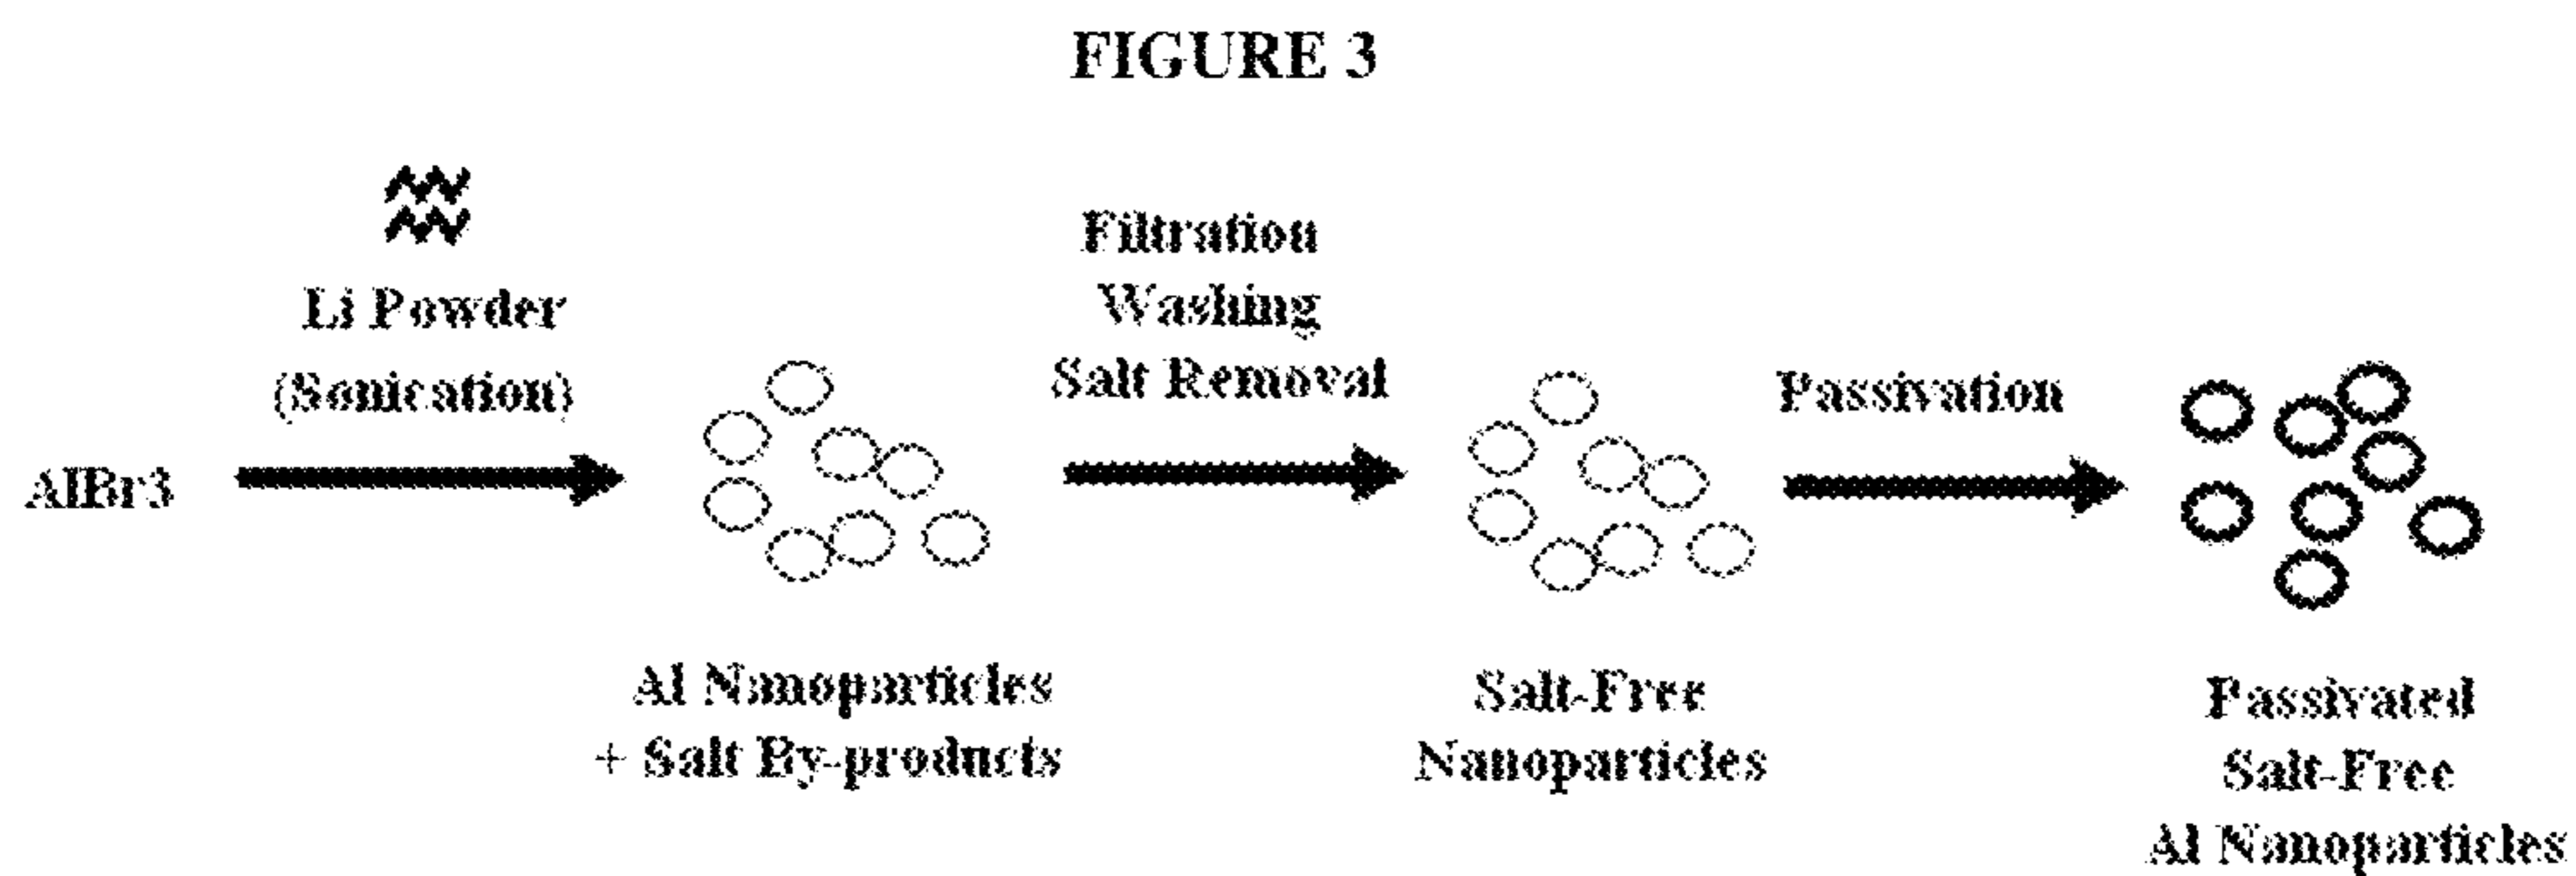 FIGURE 3
Li Powder
(Sonication)
AlBr3
Filtration
Washing
Salt Removal
Passivation
Al Nanoparticles
+ Salt By-products
Salt-Free
Nanoparticles
Passivated
Salt-Free
Al Nanoparticles